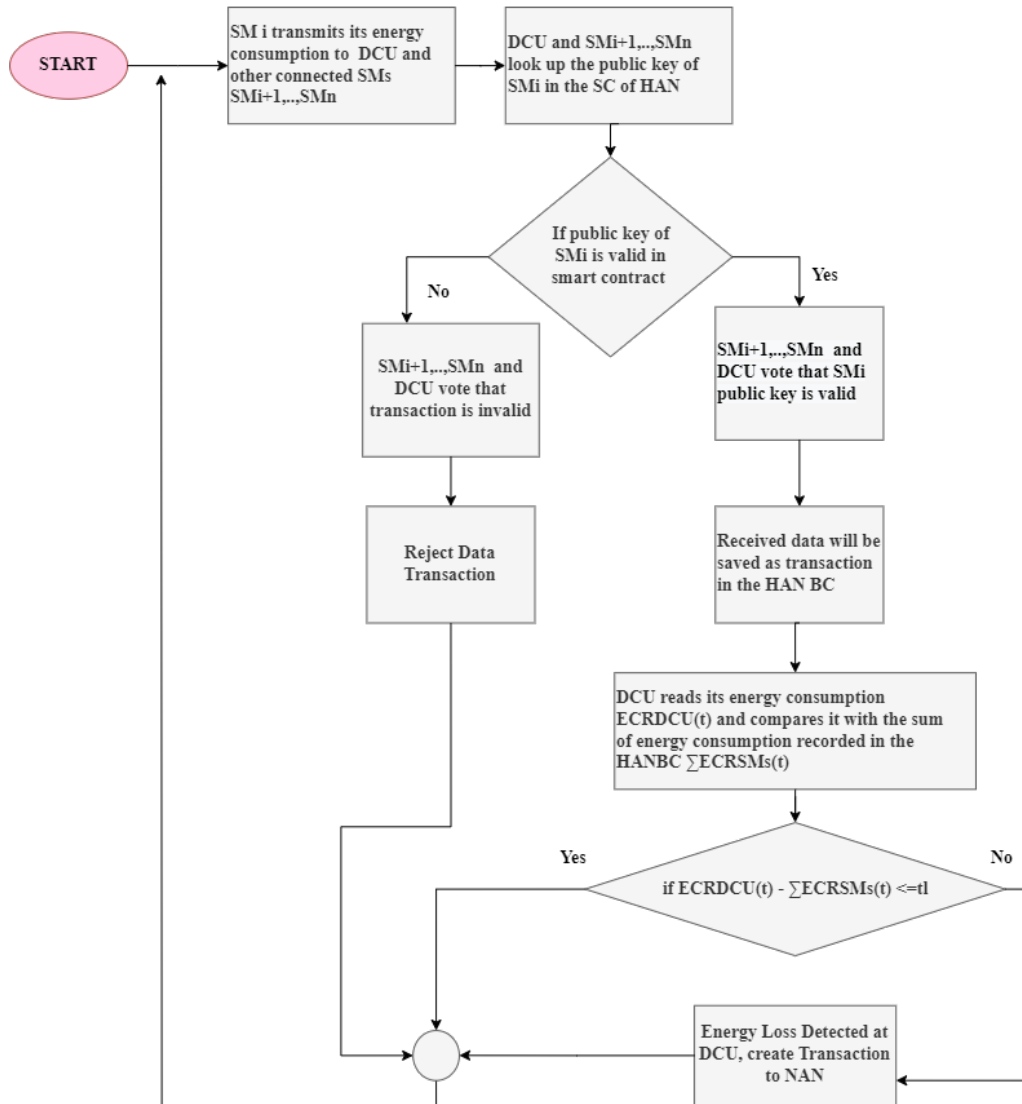 START
SM i transmits its energy
consumption to DCU and
other connected SMs
SMi+1,..,SMn
DCU and SMi+1,..,SMn
look up the public key of
SMi in the SC of HAN
If public key of
SMi is valid in
smart contract
No
Yes
SMi+1,..,SMn and
DCU vote that
transaction is invalid
SMi+1,..,SMn and
DCU vote that SMi
public key is valid
Reject Data
Transaction
Received data will be
saved as transaction
in the HAN BC
DCU reads its energy consumption
ECRDCU(t) and compares it with the sum
of energy consumption recorded in the
HANBC ∑ECRSMs(t)
Yes
No
if ECRDCU(t) - ∑ECRSMs(t) <=tl
Energy Loss Detected at
DCU, create Transaction
to NAN